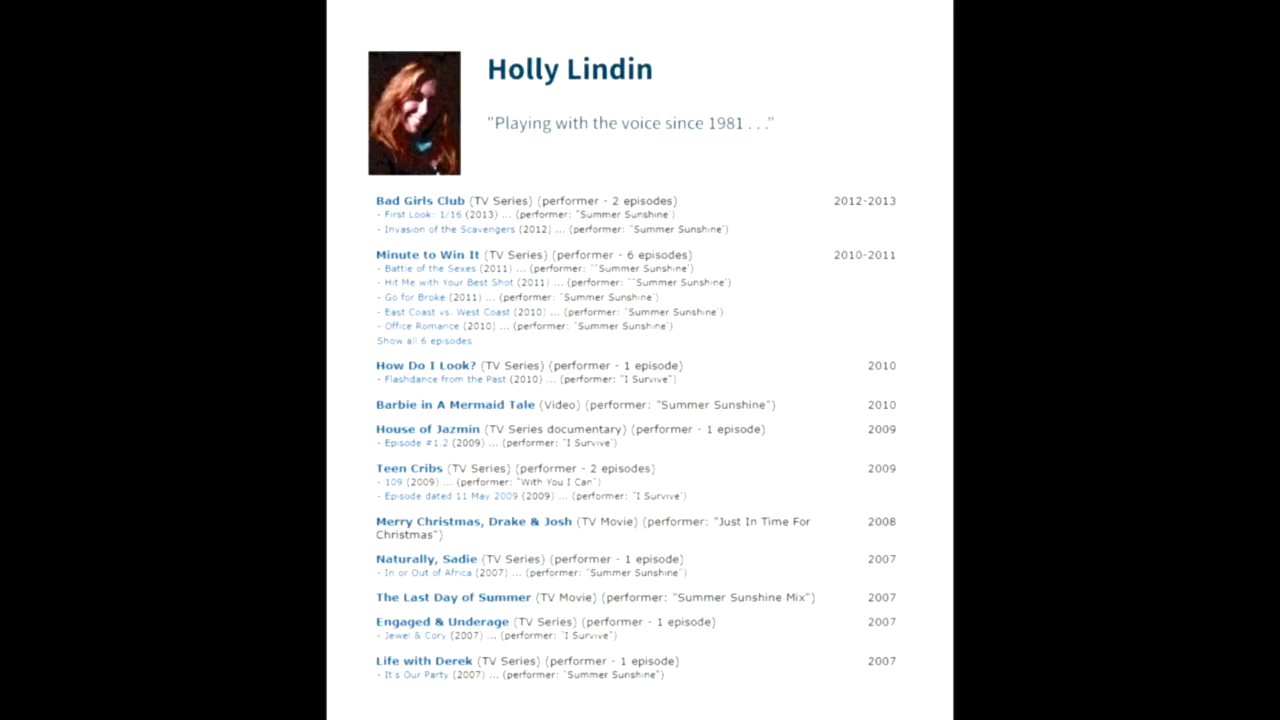 Holly Lindin
"Playing with the voice since 1981 . . ."
Bad Girls Club (TV Series) (performer - 2 episodes) 2012-2013
- First Look: 1/16 (2013) ... (performer: "Summer Sunshine")
- Invasion of the Scavengers (2012) ... (performer: "Summer Sunshine")
Minute to Win It (TV Series) (performer - 6 episodes) 2010-2011
- Battle of the Sexes (2011) ... (performer: ""Summer Sunshine")
- Hit Me with Your Best Shot (2011) ... (performer: ""Summer Sunshine")
- Go for Broke (2011) ... (performer: "Summer Sunshine")
- East Coast vs. West Coast (2010) ... (performer: "Summer Sunshine")
- Office Romance (2010) ... (performer: "Summer Sunshine")
Show all 6 episodes
How Do I Look? (TV Series) (performer - 1 episode) 2010
- Flashdance from the Past (2010) ... (performer: "I Survive")
Barbie in A Mermaid Tale (Video) (performer: "Summer Sunshine") 2010
House of Jazmin (TV Series documentary) (performer - 1 episode) 2009
- Episode #1.2 (2009) ... (performer: "I Survive")
Teen Cribs (TV Series) (performer - 2 episodes) 2009
- 109 (2009) ... (performer: "With You I Can")
- Episode dated 11 May 2009 (2009) ... (performer: "I Survive")
Merry Christmas, Drake & Josh (TV Movie) (performer: "Just In Time For 2008
Christmas")
Naturally, Sadie (TV Series) (performer - 1 episode) 2007
- In or Out of Africa (2007) ... (performer: "Summer Sunshine")
The Last Day of Summer (TV Movie) (performer: "Summer Sunshine Mix") 2007
Engaged & Underage (TV Series) (performer - 1 episode) 2007
- Jewel & Cory (2007) ... (performer: "I Survive")
Life with Derek (TV Series) (performer - 1 episode) 2007
- It's Our Party (2007) ... (performer: "Summer Sunshine")